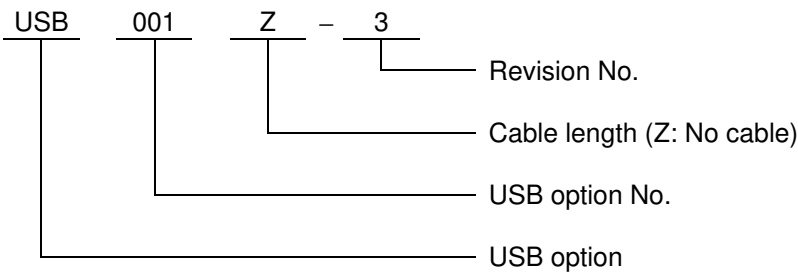 USB 001 Z – 3
Revision No.
Cable length (Z: No cable)
USB option No.
USB option